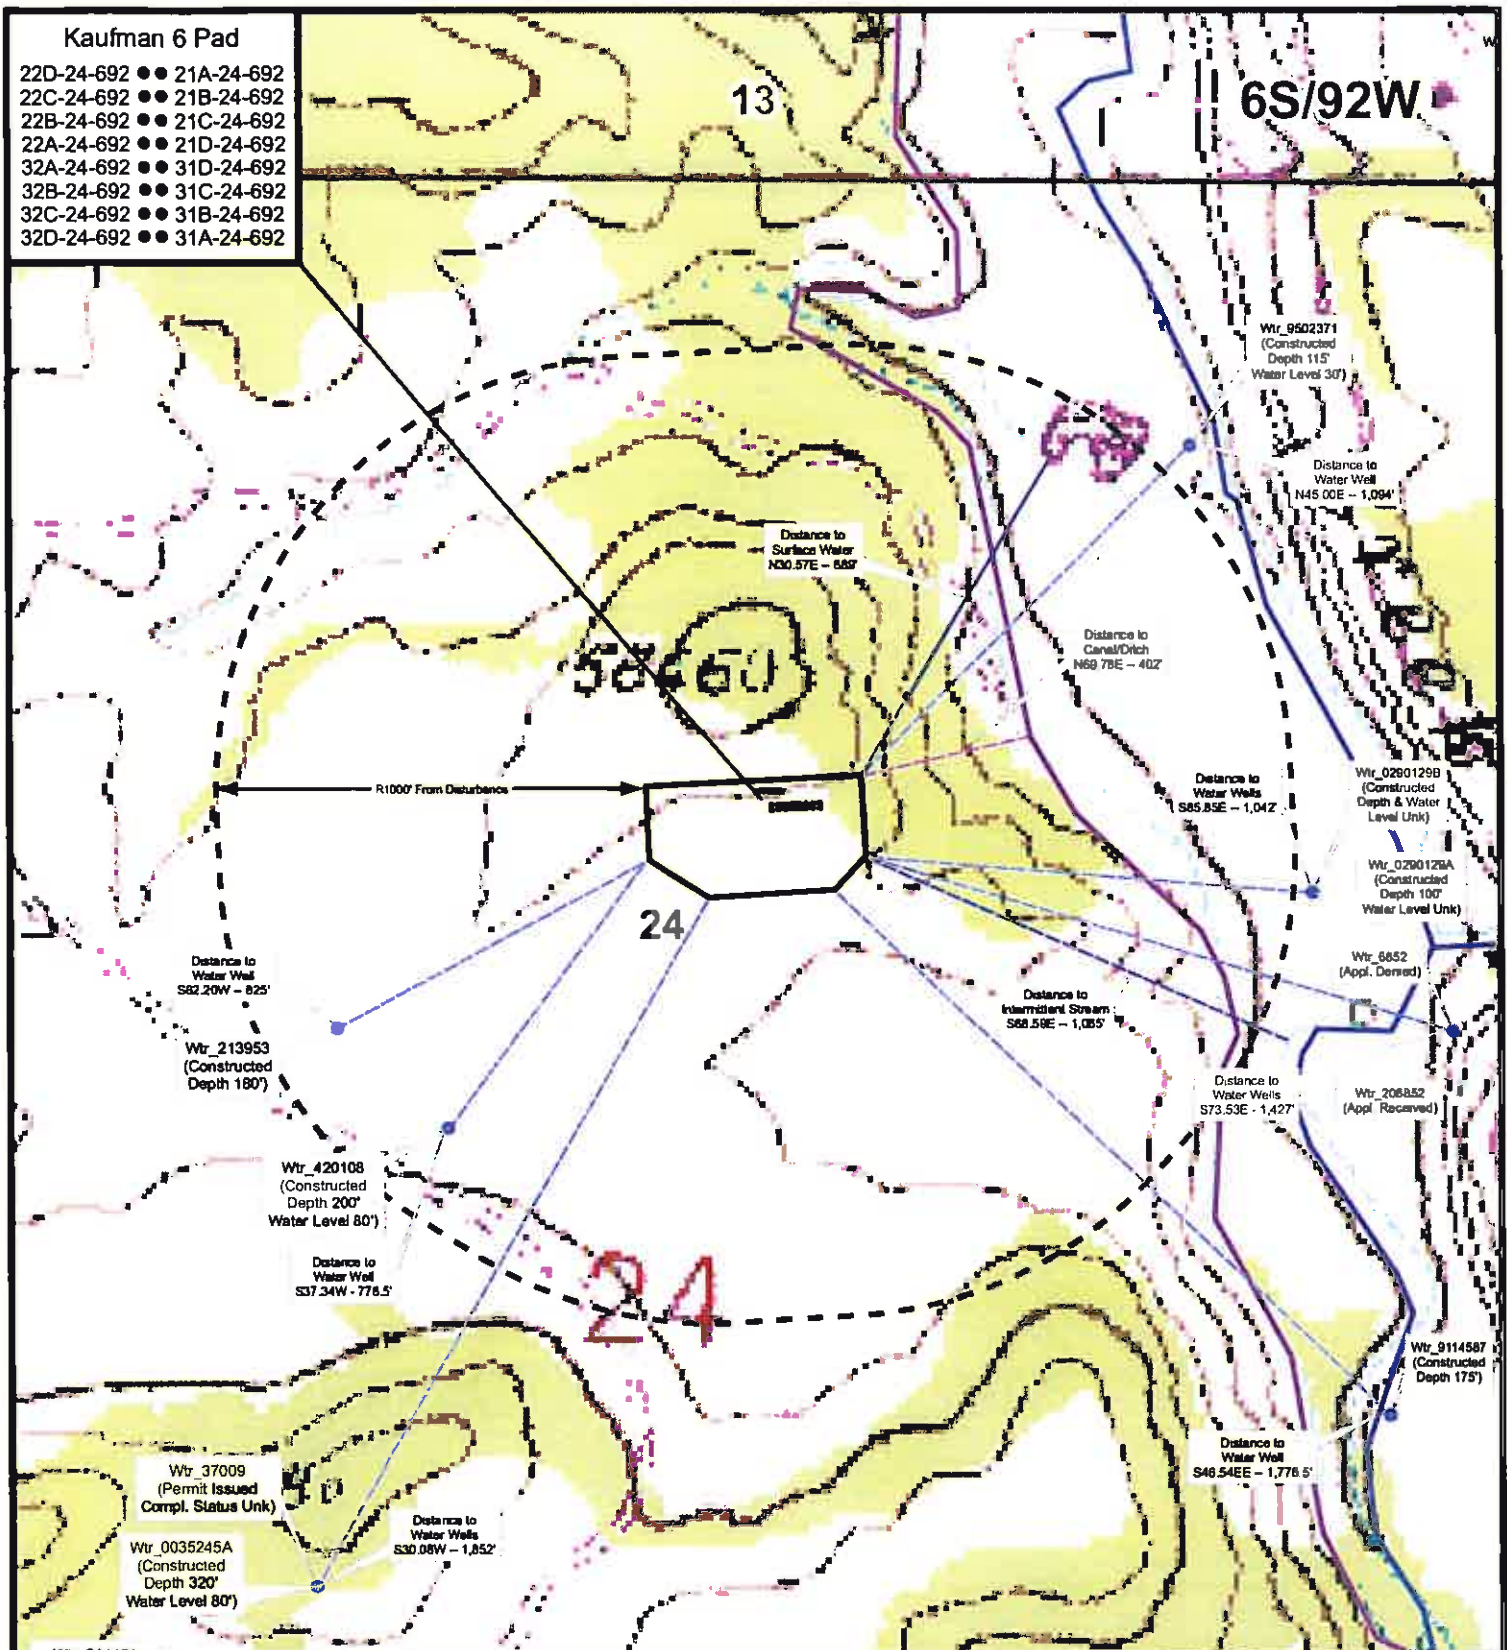 Kaufman 6 Pad
22D-24-692 ●● 21A-24-692
22C-24-692 ●● 21B-24-692
22B-24-692 ●● 21C-24-692
22A-24-692 ●● 21D-24-692
32A-24-692 ●● 31D-24-692
32B-24-692 ●● 31C-24-692
32C-24-692 ●● 31B-24-692
32D-24-692 ●● 31A-24-692
13
6S/92W
W
Wtr_9502371
(Constructed
Depth 115'
Water Level 30')
Distance to
Water Well
N45.00E -- 1,094'
Distance to
Surface Water
N30.57E -- 689'
Distance to
Canal/Ditch
N69.78E -- 402'
R1000' From Disturbance
Distance to
Water Wells
S85.85E -- 1,042'
Wtr_0290129B
(Constructed
Depth & Water
Level Unk)
Wtr_0290129A
(Constructed
Depth 100'
Water Level Unk)
24
Distance to
Water Well
S62.20W -- 825'
Wtr_6852
(Appl. Denied)
Distance to
Intermittent Stream
S68.59E -- 1,085'
Wtr_213953
(Constructed
Depth 180')
Distance to
Water Wells
S73.53E - 1,427'
Wtr_206852
(Appl. Received)
Wtr_420108
(Constructed
Depth 200'
Water Level 80')
Distance to
Water Well
S37.34W - 776.5'
24
Wtr_9114587
(Constructed
Depth 175')
Distance to
Water Well
S46.54EE -- 1,776.5'
Wtr_37009
(Permit Issued
Compl. Status Unk)
Distance to
Water Wells
S30.08W -- 1,852'
Wtr_0035245A
(Constructed
Depth 320'
Water Level 80')